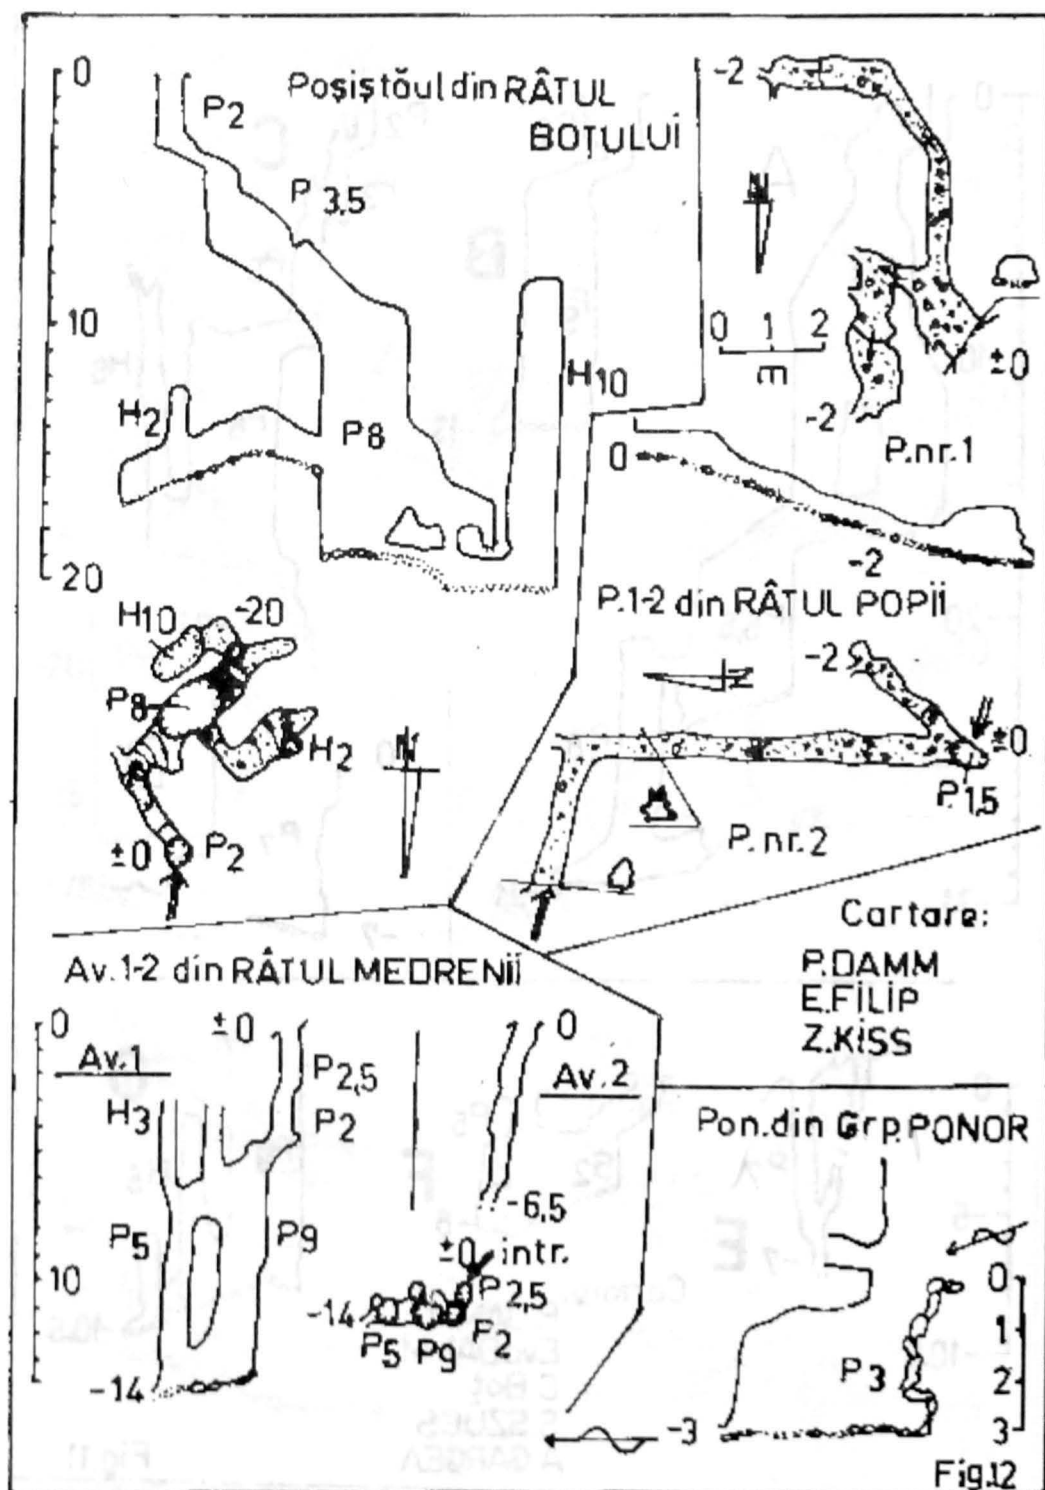 0
Poșiștăul din RÂTUL
BOȚULUI
P2
P 3,5
10
H2
P8
H10
20
-2
N
0 1 2
m
±0
-2
P.nr.1
0
-2
P.1-2 din RÂTUL POPII
H10
-20
P8
H2
N
±0
P2
N
-2
±0
P.1,5
P.nr.2
Cartare:
P.DAMM
E.FILIP
Z.KISS
Av.1-2 din RÂTUL MEDRENII
0
±0
0
Av.1
P2,5
Av.2
H3
P2
P5
P9
10
-14
-6,5
±0 intr.
P2,5
-14
P5 P9 P2
Pon.din Grp.PONOR
0
1
P3
2
-3
3
Fig.12